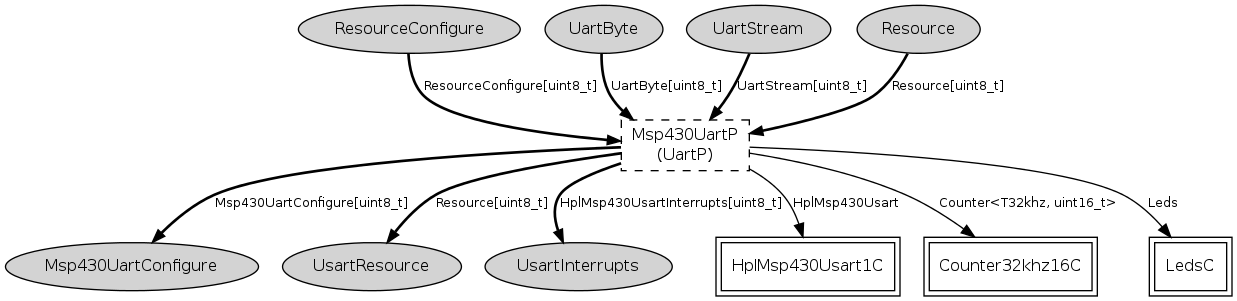 ResourceConfigure
UartByte
UartStream
Resource
ResourceConfigure[uint8_t]
UartByte[uint8_t]
UartStream[uint8_t]
Resource[uint8_t]
Msp430UartP
(UartP)
Msp430UartConfigure[uint8_t]
Resource[uint8_t]
HplMsp430UsartInterrupts[uint8_t]
HplMsp430Usart
Counter<T32khz, uint16_t>
Leds
Msp430UartConfigure
UsartResource
UsartInterrupts
HplMsp430Usart1C
Counter32khz16C
LedsC